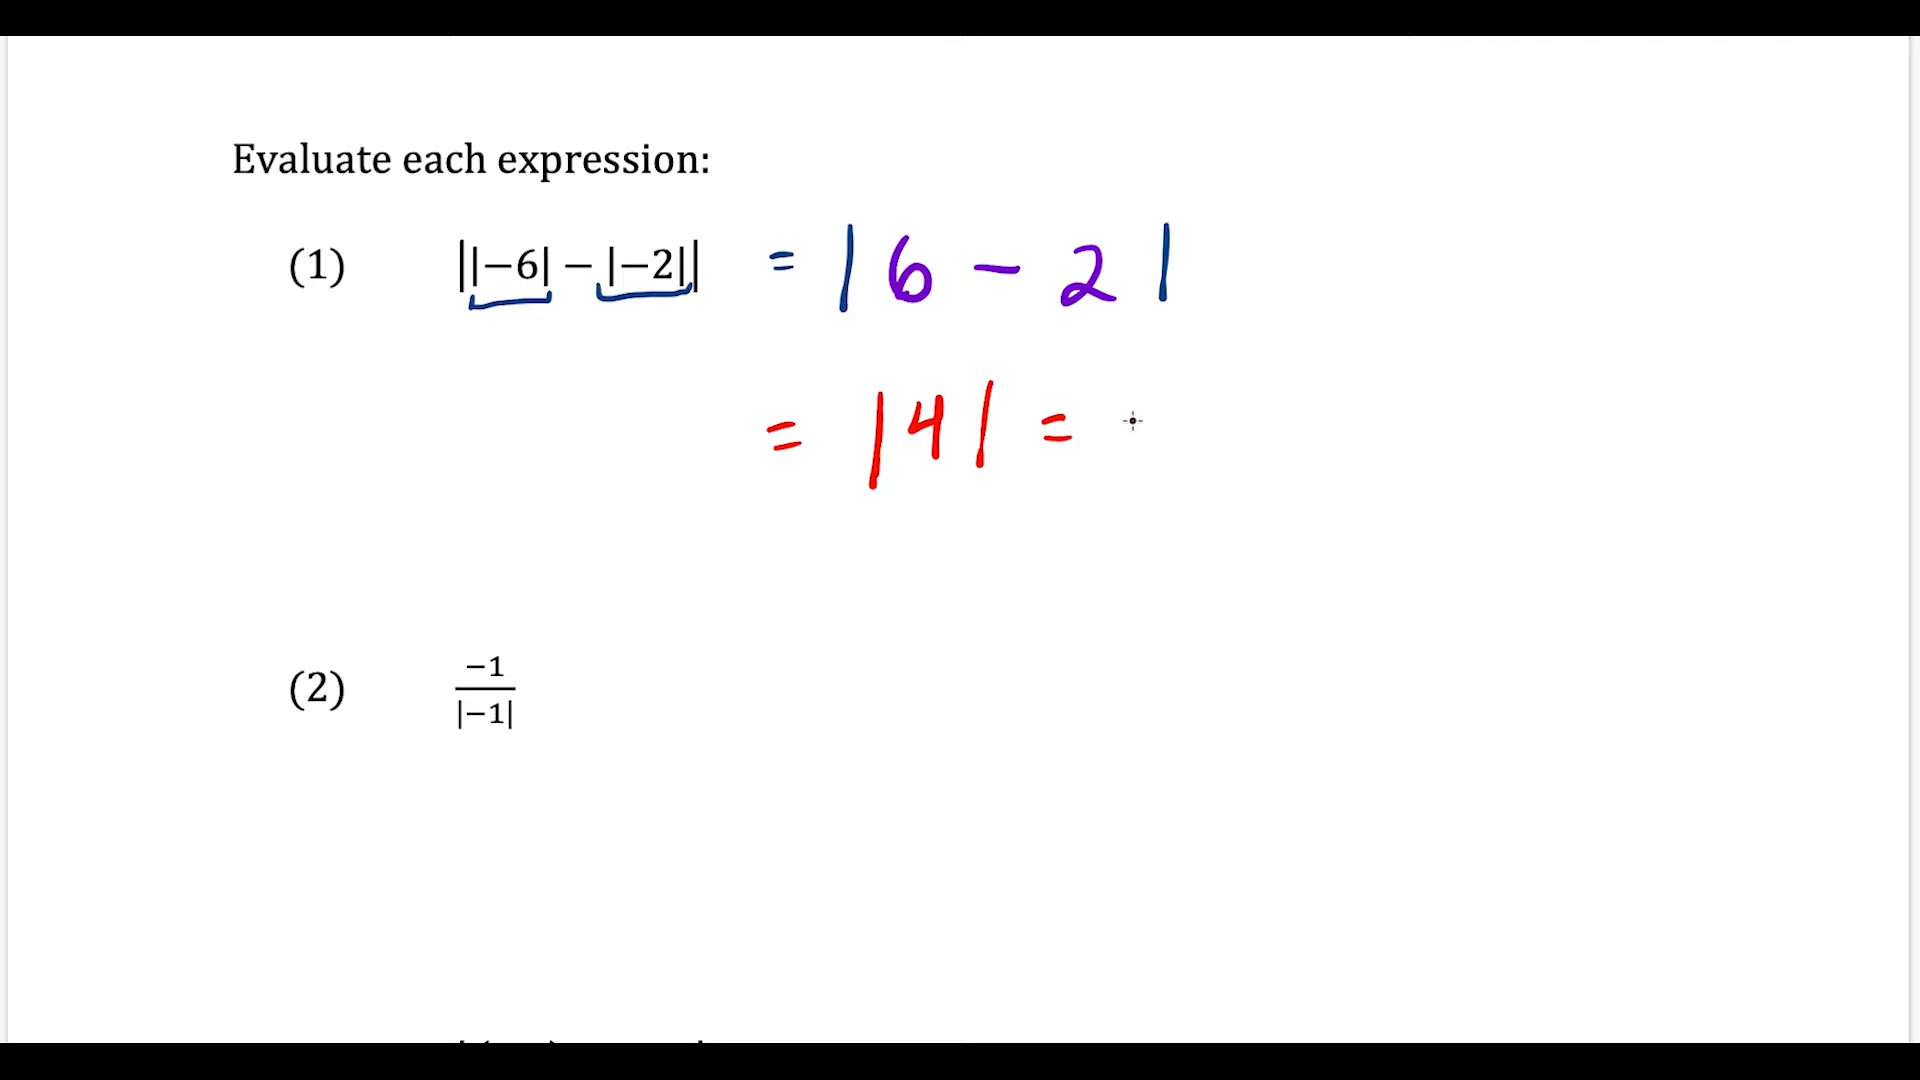 Evaluate each expression:
(1) ||−6| − |−2|| = |6 − 2|
= |4| =
(2) −1
|−1|